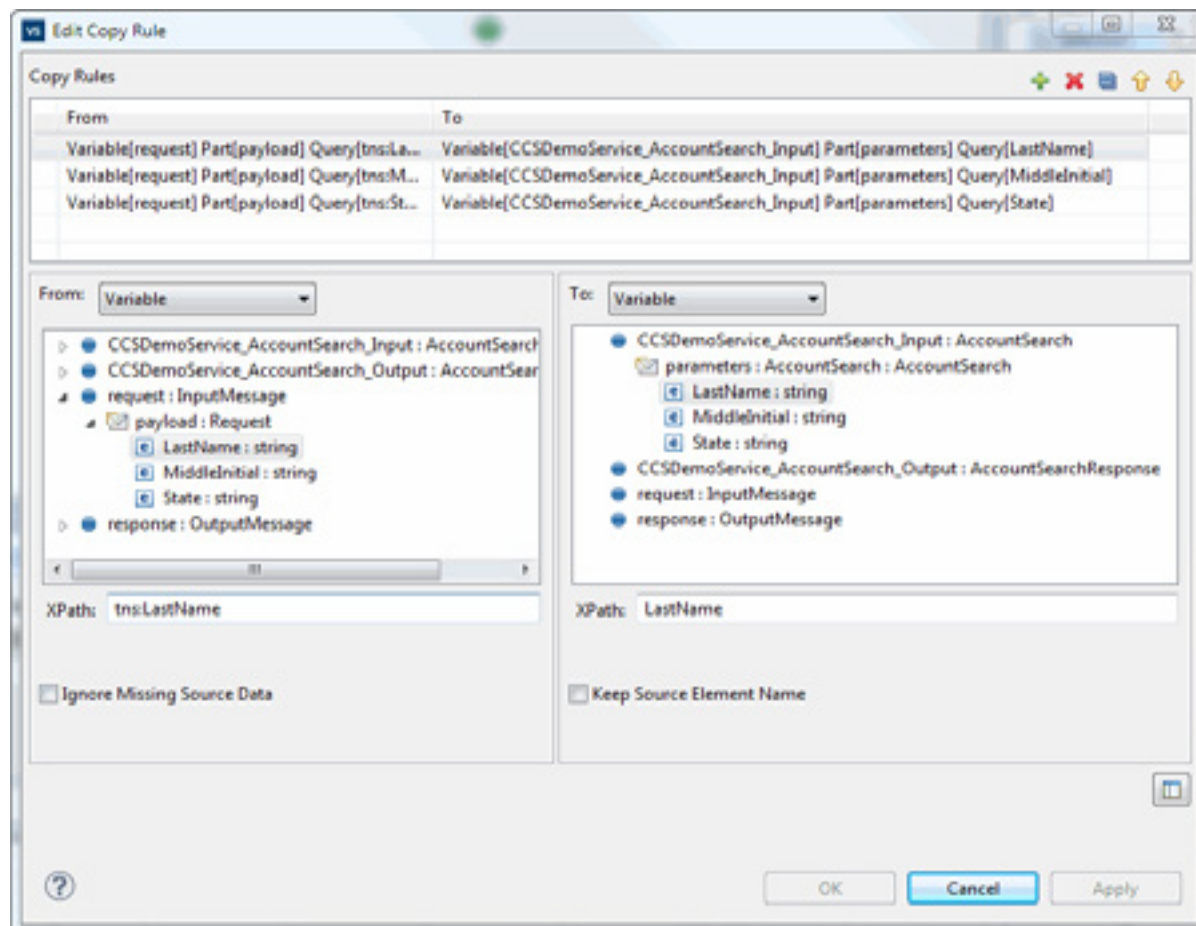 VS Edit Copy Rule
Copy Rules
From To
Variable[request] Part[payload] Query[tns:La... Variable[CCSDemoService_AccountSearch_Input] Part[parameters] Query[LastName]
Variable[request] Part[payload] Query[tns:M... Variable[CCSDemoService_AccountSearch_Input] Part[parameters] Query[MiddleInitial]
Variable[request] Part[payload] Query[tns:St... Variable[CCSDemoService_AccountSearch_Input] Part[parameters] Query[State]
From: Variable
CCSDemoService_AccountSearch_Input : AccountSearch
CCSDemoService_AccountSearch_Output : AccountSear
request : InputMessage
payload : Request
e LastName : string
e MiddleInitial : string
e State : string
response : OutputMessage
XPath: tns:LastName
Ignore Missing Source Data
To: Variable
CCSDemoService_AccountSearch_Input : AccountSearch
parameters : AccountSearch : AccountSearch
e LastName : string
e MiddleInitial : string
e State : string
CCSDemoService_AccountSearch_Output : AccountSearchResponse
request : InputMessage
response : OutputMessage
XPath: LastName
Keep Source Element Name
?
OK Cancel Apply